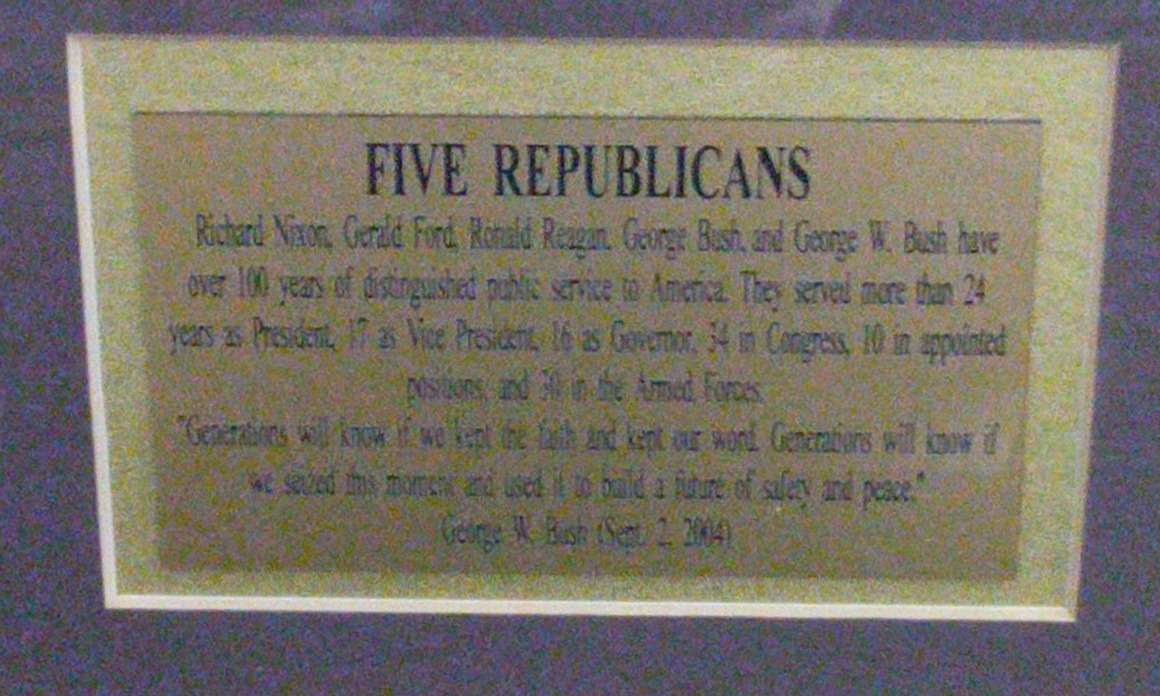 FIVE REPUBLICANS
Richard Nixon, Gerald Ford, Ronald Reagan, George Bush, and George W. Bush have
over 100 years of distinguished public service to America. They served more than 24
years as President, 17 as Vice President, 16 as Governor, 34 in Congress, 10 in appointed
positions, and 30 in the Armed Forces.
"Generations will know if we kept the faith and kept our word. Generations will know if
we seized this moment and used it to build a future of safety and peace."
George W. Bush (Sept. 2, 2004)